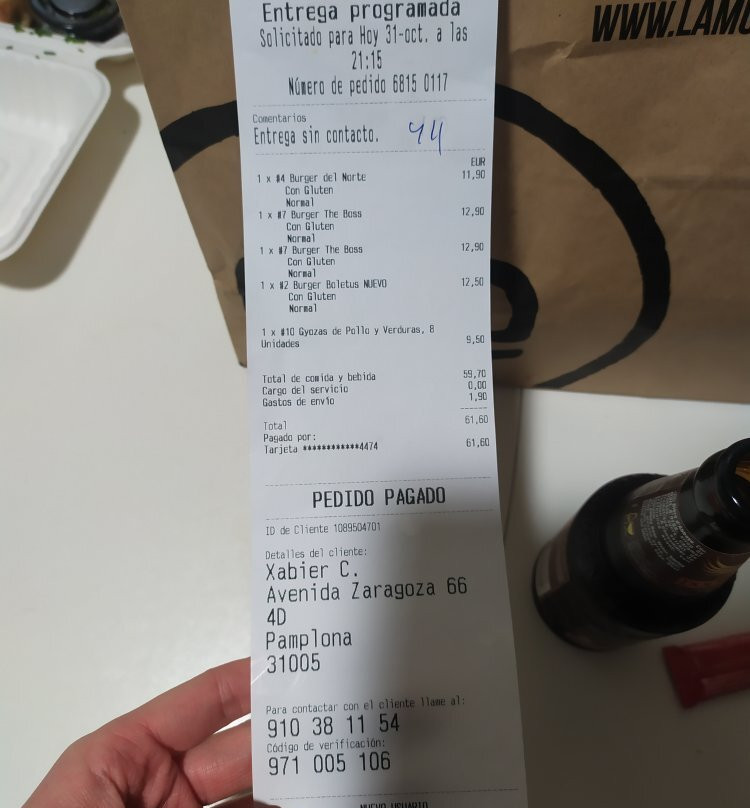 WWW.LAMU
Entrega programada
Solicitado para Hoy 31-oct. a las
21:15
Número de pedido 6815 0117
Comentarios
Entrega sin contacto. 44
EUR
1 x #4 Burger del Norte 11,90
Con Gluten
Normal
1 x #7 Burger The Boss 12,90
Con Gluten
Normal
1 x #7 Burger The Boss 12,90
Con Gluten
Normal
1 x #2 Burger Boletus NUEVO 12,50
Con Gluten
Normal
1 x #10 Gyozas de Pollo y Verduras, 8
Unidades 9,50
Total de comida y bebida 59,70
Cargo del servicio 0,00
Gastos de envío 1,90
Total 61,60
Pagado por:
Tarjeta ************4474 61,60
PEDIDO PAGADO
ID de Cliente 1089504701
Detalles del cliente:
Xabier C.
Avenida Zaragoza 66
4D
Pamplona
31005
Para contactar con el cliente llame al:
910 38 11 54
Código de verificación:
971 005 106
NUEVO USUARIO